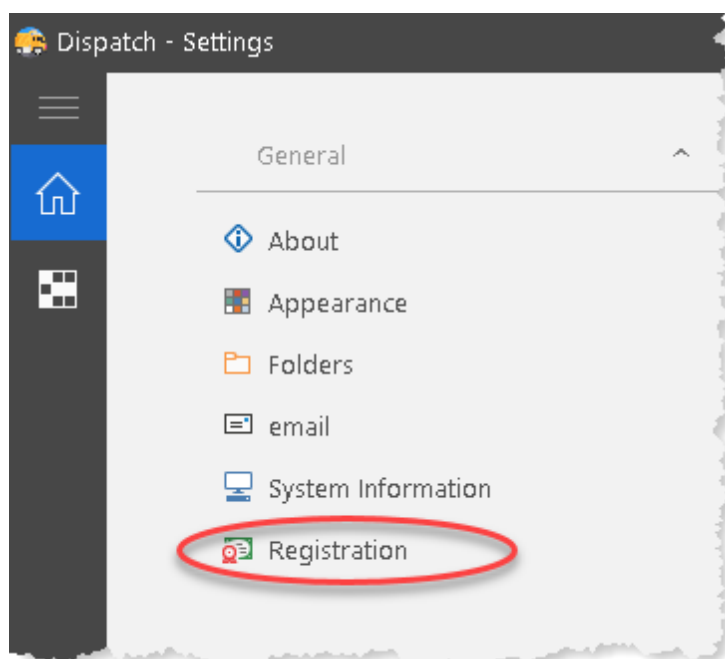 Dispatch - Settings
General
About
Appearance
Folders
email
System Information
Registration